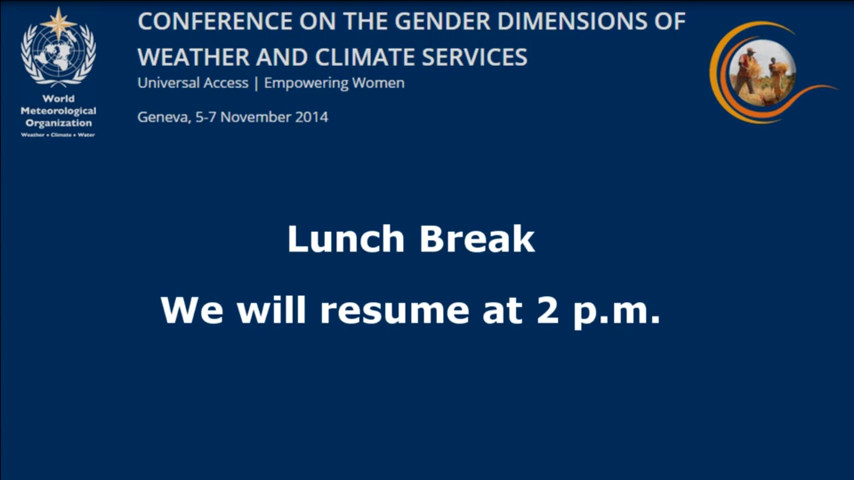 CONFERENCE ON THE GENDER DIMENSIONS OF
WEATHER AND CLIMATE SERVICES
Universal Access | Empowering Women
Geneva, 5-7 November 2014
World
Meteorological
Organization
Weather • Climate • Water
Lunch Break
We will resume at 2 p.m.